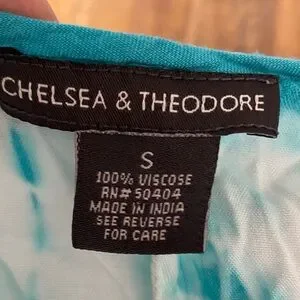 CHELSEA & THEODORE
S
100% VISCOSE
RN# 50404
MADE IN INDIA
SEE REVERSE
FOR CARE